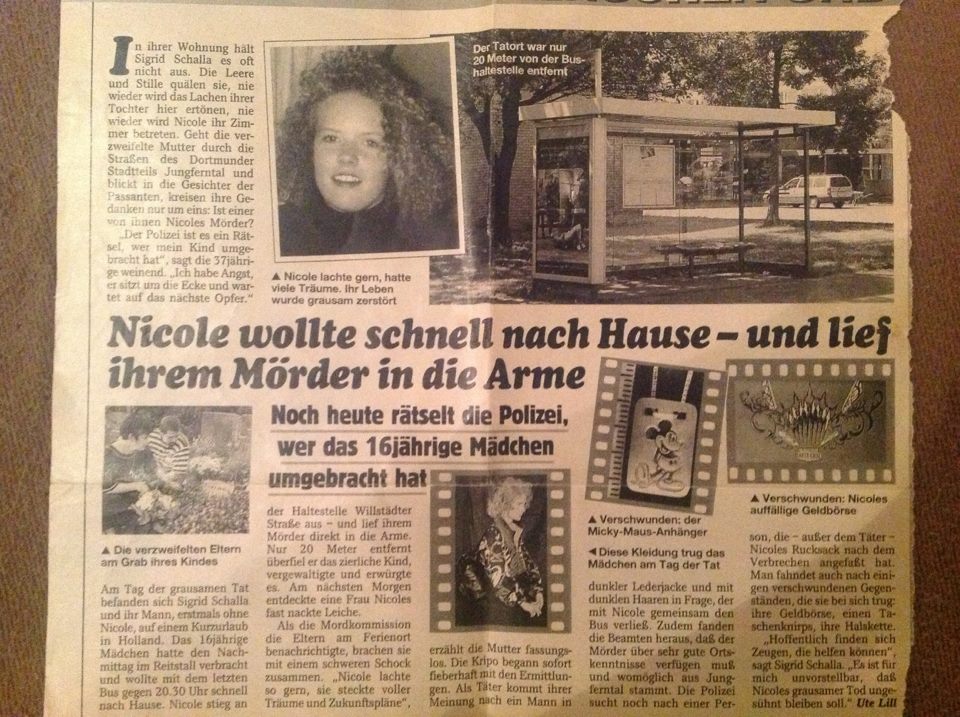 In ihrer Wohnung hält
Sigrid Schalla es oft
nicht aus. Die Leere
und Stille quälen sie, nie
wieder wird das Lachen ihrer
Tochter hier ertönen, nie
wieder wird Nicole ihr Zim-
mer betreten. Geht die ver-
zweifelte Mutter durch die
Straßen des Dortmunder
Stadtteils Jungferntal und
blickt in die Gesichter der
Passanten, kreisen ihre Ge-
danken nur um eins: Ist einer
von ihnen Nicoles Mörder?
„Der Polizei ist es ein Rät-
sel, wer mein Kind umge-
bracht hat“, sagt die 37jähri-
ge weinend. „Ich habe Angst,
er sitzt um die Ecke und war-
tet auf das nächste Opfer.“
▲ Nicole lachte gern, hatte
viele Träume. Ihr Leben
wurde grausam zerstört
Der Tatort war nur
20 Meter von der Bus-
haltestelle entfernt
Nicole wollte schnell nach Hause – und lief
ihrem Mörder in die Arme
Noch heute rätselt die Polizei,
wer das 16jährige Mädchen
umgebracht hat
▲ Die verzweifelten Eltern
am Grab ihres Kindes
▲ Verschwunden: der
Micky-Maus-Anhänger
◄ Diese Kleidung trug das
Mädchen am Tag der Tat
▲ Verschwunden: Nicoles
auffällige Geldbörse
Am Tag der grausamen Tat
befanden sich Sigrid Schalla
und ihr Mann, erstmals ohne
Nicole, auf einem Kurzurlaub
in Holland. Das 16jährige
Mädchen hatte den Nach-
mittag im Reitstall verbracht
und wollte mit dem letzten
Bus gegen 20.30 Uhr schnell
nach Hause. Nicole stieg an
der Haltestelle Willstädter
Straße aus – und lief ihrem
Mörder direkt in die Arme.
Nur 20 Meter entfernt
überfiel er das zierliche Kind,
vergewaltigte und erwürgte
es. Am nächsten Morgen
entdeckte eine Frau Nicoles
fast nackte Leiche.
Als die Mordkommission
die Eltern am Ferienort
benachrichtigte, brachen sie
mit einem schweren Schock
zusammen. „Nicole lachte
so gern, sie steckte voller
Träume und Zukunftspläne“,
erzählt die Mutter fassungs-
los. Die Kripo begann sofort
fieberhaft mit den Ermittlun-
gen. Als Täter kommt ihrer
Meinung nach ein Mann in
dunkler Lederjacke und mit
dunklen Haaren in Frage, der
mit Nicole gemeinsam den
Bus verließ. Zudem fanden
die Beamten heraus, daß der
Mörder über sehr gute Orts-
kenntnisse verfügen muß
und womöglich aus Jung-
ferntal stammt. Die Polizei
sucht noch nach einer Per-
son, die – außer dem Täter –
Nicoles Rucksack nach dem
Verbrechen angefaßt hat.
Man fahndet auch nach eini-
gen verschwundenen Gegen-
ständen, die sie bei sich trug:
ihre Geldbörse, einen Ta-
schenknirps, ihre Halskette.
„Hoffentlich finden sich
Zeugen, die helfen können“,
sagt Sigrid Schalla. „Es ist für
mich unvorstellbar, daß
Nicoles grausamer Tod unge-
sühnt bleiben soll.“ Ute Lill